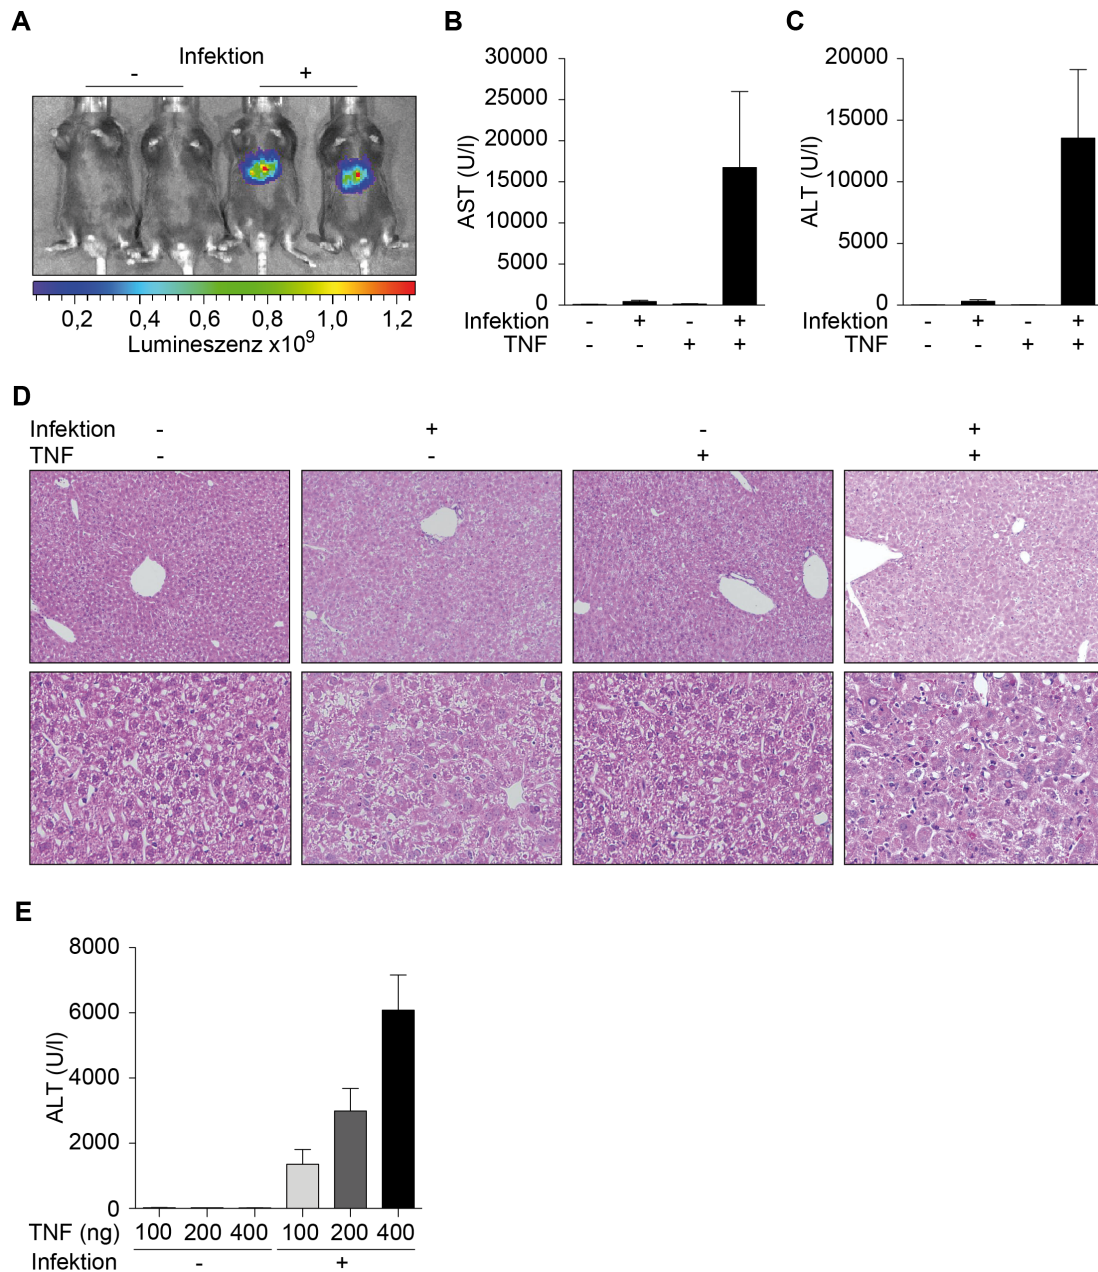 A
Infektion
- +
0,2 0,4 0,6 0,8 1,0 1,2
Lumineszenz x10⁹
B
AST (U/l)
30000
25000
20000
15000
10000
5000
0
Infektion - + - +
TNF - - + +
C
ALT (U/l)
20000
15000
10000
5000
0
Infektion - + - +
TNF - - + +
D
Infektion - + - +
TNF - - + +
E
ALT (U/l)
8000
6000
4000
2000
0
TNF (ng) 100 200 400 100 200 400
Infektion - +